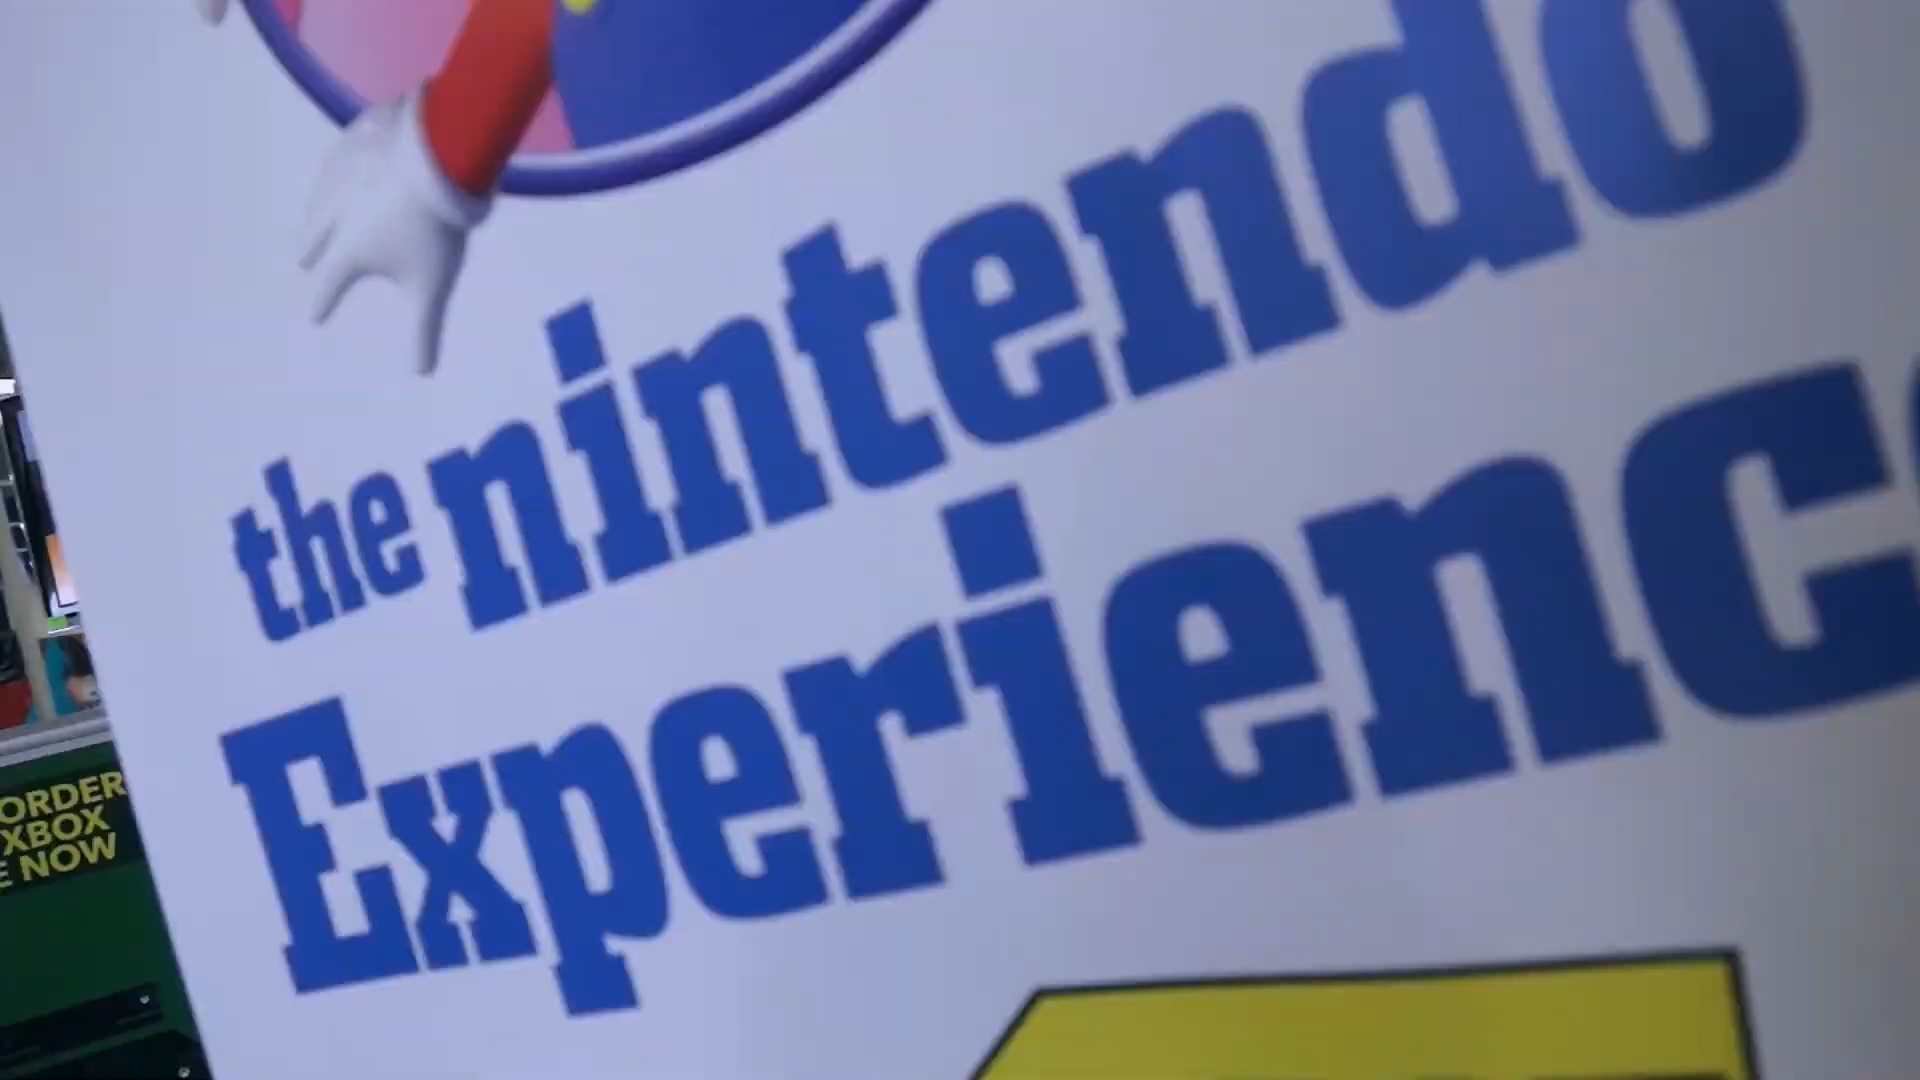 the nintendo
Experienc
ORDER
XBOX
NOW